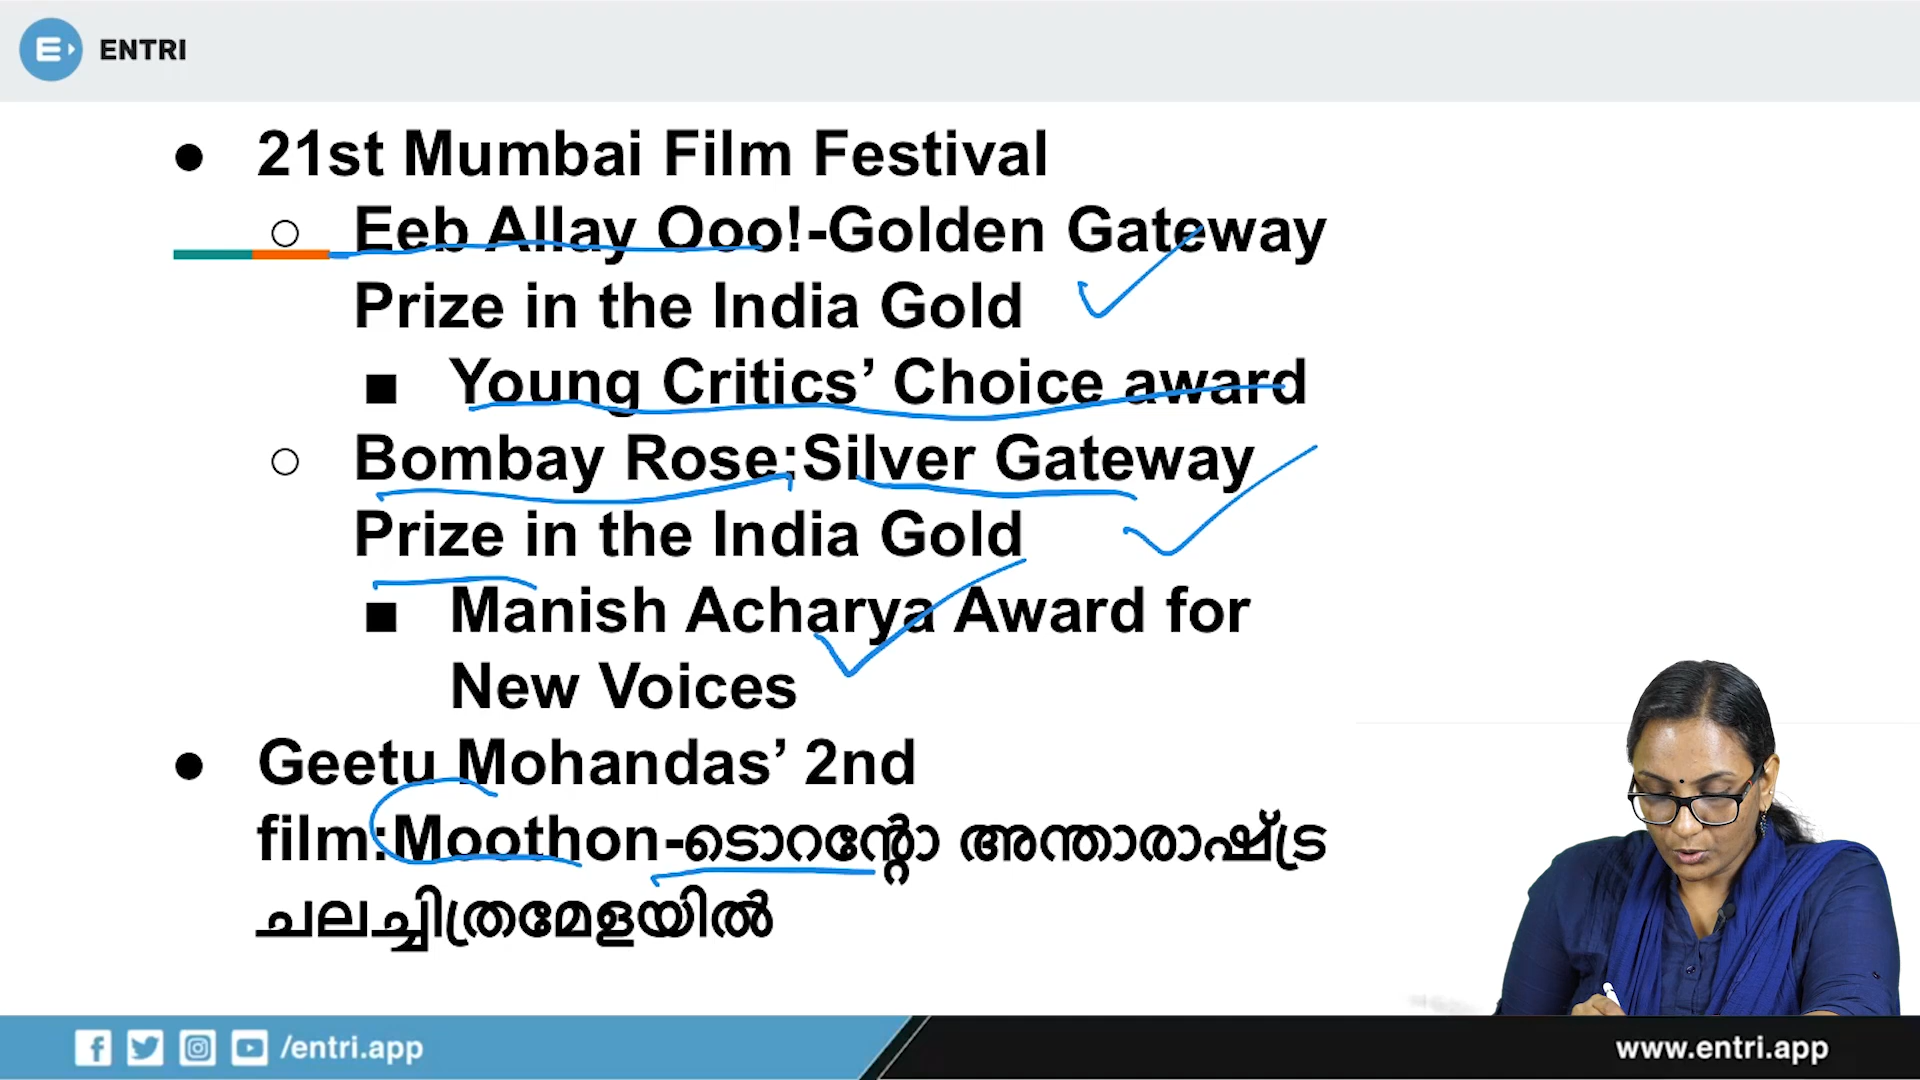 ENTRI
● 21st Mumbai Film Festival
○ Eeb Allay Ooo!-Golden Gateway
Prize in the India Gold
■ Young Critics’ Choice award
○ Bombay Rose;Silver Gateway
Prize in the India Gold
■ Manish Acharya Award for
New Voices
● Geetu Mohandas’ 2nd
film:Moothon-ടൊറന്റോ അന്താരാഷ്ട്ര
ചലച്ചിത്രമേളയിൽ
/entri.app
www.entri.app